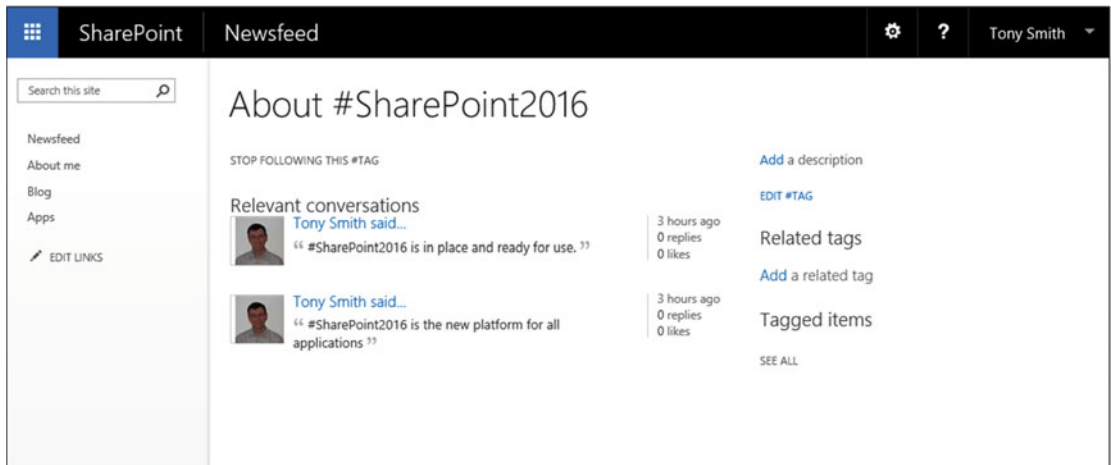 SharePoint
Newsfeed
?
Tony Smith
Search this site
Newsfeed
About me
Blog
Apps
EDIT LINKS
About #SharePoint2016
STOP FOLLOWING THIS #TAG
Relevant conversations
Tony Smith said...
“ #SharePoint2016 is in place and ready for use. ”
3 hours ago
0 replies
0 likes
Tony Smith said...
“ #SharePoint2016 is the new platform for all
applications ”
3 hours ago
0 replies
0 likes
Add a description
EDIT #TAG
Related tags
Add a related tag
Tagged items
SEE ALL